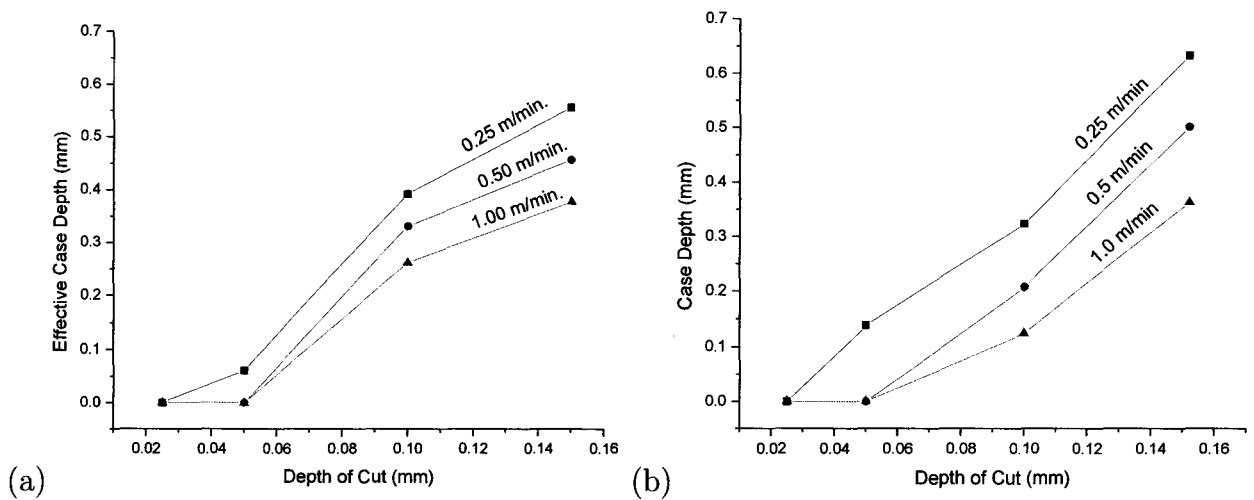 0.7
0.6
0.5
0.4
0.3
0.2
0.1
0.0
Effective Case Depth (mm)
0.25 m/min.
0.50 m/min.
1.00 m/min.
0.02 0.04 0.06 0.08 0.10 0.12 0.14 0.16
Depth of Cut (mm)
(a)
0.7
0.6
0.5
0.4
0.3
0.2
0.1
0.0
Case Depth (mm)
0.25 m/min
0.5 m/min
1.0 m/min
0.02 0.04 0.06 0.08 0.10 0.12 0.14 0.16
Depth of Cut (mm)
(b)